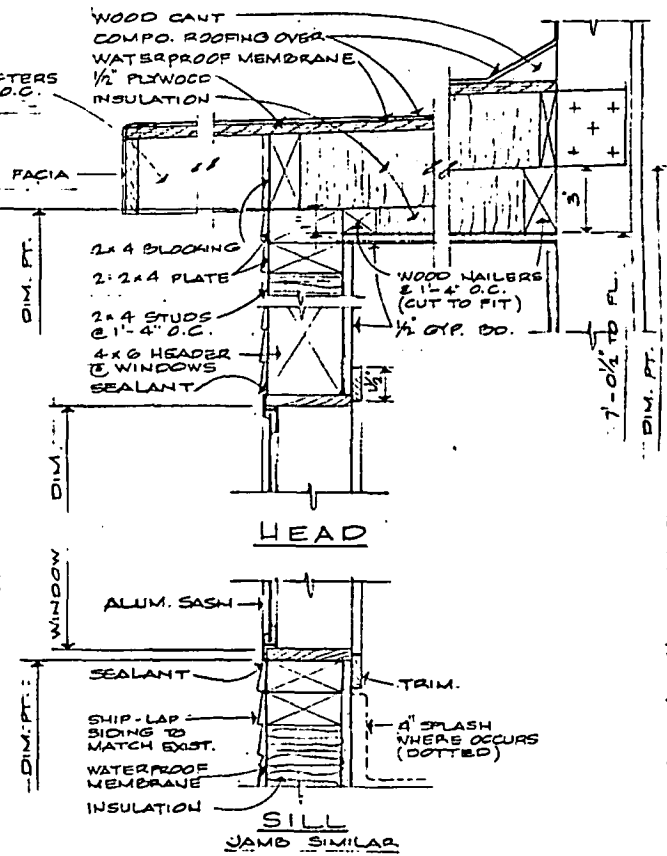 WOOD CANT
COMPO. ROOFING OVER
WATERPROOF MEMBRANE
1/2" PLYWOOD
INSULATION
TERS
O.C.
FACIA
DIM. PT.
2x4 BLOCKING
2-2x4 PLATE
2x4 STUDS
@ 1'-4" O.C.
4x6 HEADER
@ WINDOWS
SEALANT
WOOD NAILERS
@ 1'-4" O.C.
(CUT TO FIT)
1/2" GYP. BD.
3"
1 1/2"
7'-0 1/2" TO FL.
DIM. PT.
DIM.
HEAD
WINDOW
ALUM. SASH
SEALANT
TRIM.
DIM. PT.
SHIP-LAP
SIDING TO
MATCH EXIST.
WATERPROOF
MEMBRANE
INSULATION
4" SPLASH
WHERE OCCURS
(DOTTED)
SILL
JAMB SIMILAR